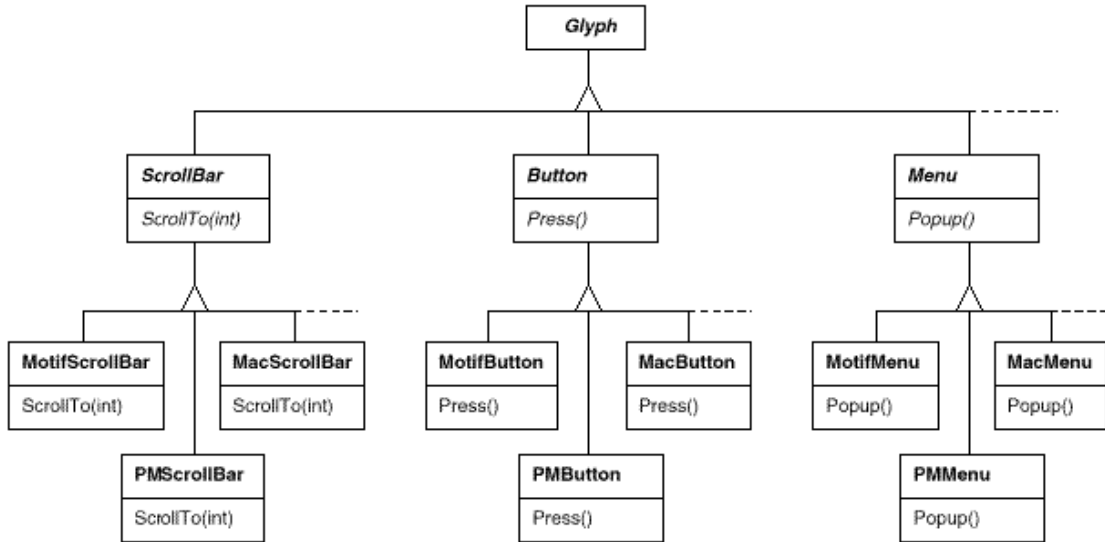 Glyph
ScrollBar
ScrollTo(int)
Button
Press()
Menu
Popup()
MotifScrollBar
ScrollTo(int)
MacScrollBar
ScrollTo(int)
MotifButton
Press()
MacButton
Press()
MotifMenu
Popup()
MacMenu
Popup()
PMScrollBar
ScrollTo(int)
PMButton
Press()
PMMenu
Popup()